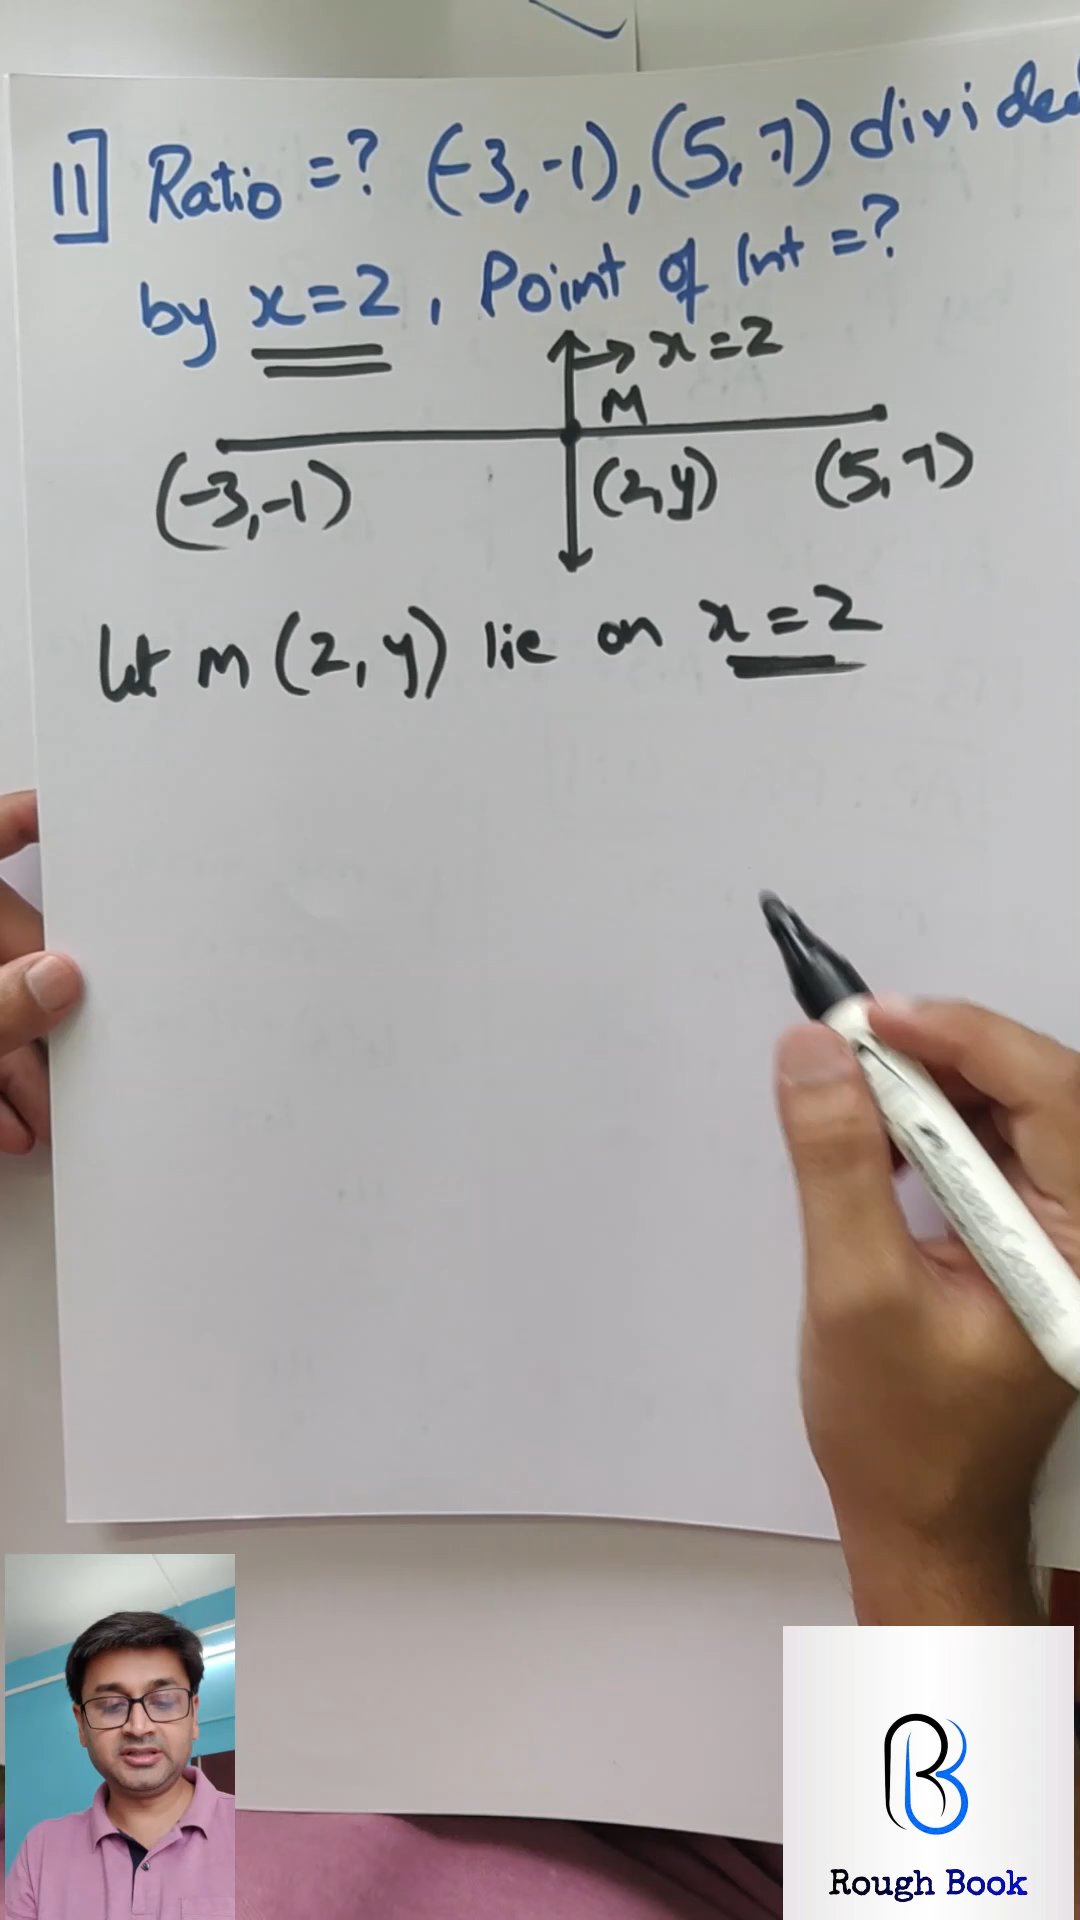 11] Ratio =? (-3,-1), (5, 7) divided
by x=2, Point of Int =?
x=2
M
(-3,-1) (2,y) (5,7)
Let M (2, y) lie on x=2
B
Rough Book